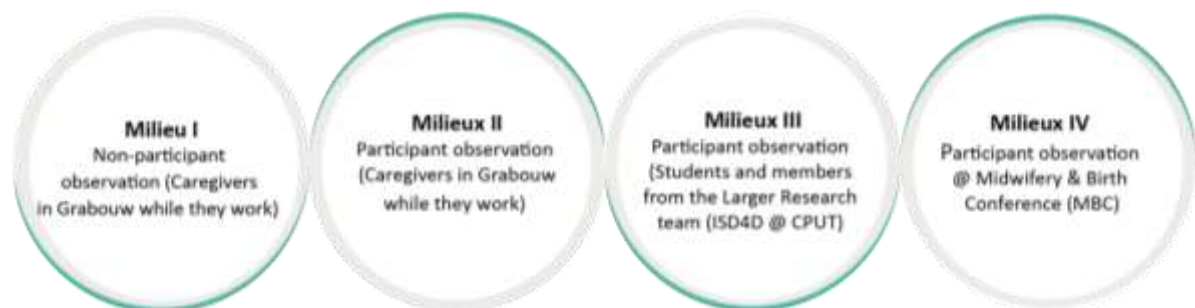 Milieu I
Non-participant
observation (Caregivers
in Grabouw while they work)
Milieux II
Participant observation
(Caregivers in Grabouw
while they work)
Milieux III
Participant observation
(Students and members
from the Larger Research
team (ISD4D @ CPUT)
Milieux IV
Participant observation
@ Midwifery & Birth
Conference (MBC)